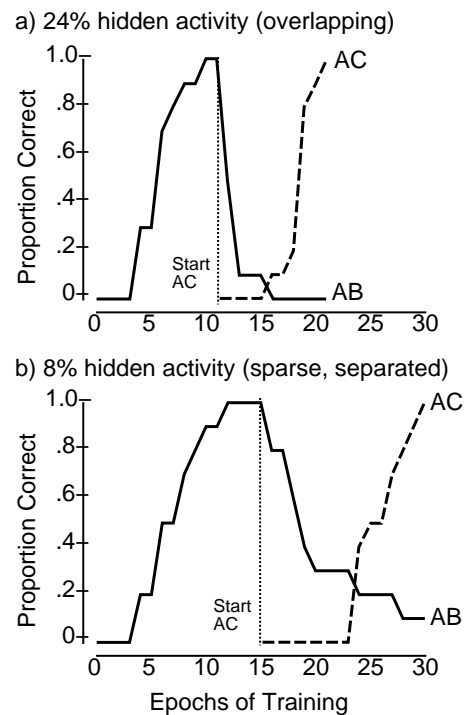 a) 24% hidden activity (overlapping)
1.0
.8
.6
.4
.2
0
Proportion Correct
Start
AC
AC
AB
0 5 10 15 20 25 30
b) 8% hidden activity (sparse, separated)
1.0
.8
.6
.4
.2
0
Proportion Correct
Start
AC
AC
AB
0 5 10 15 20 25 30
Epochs of Training